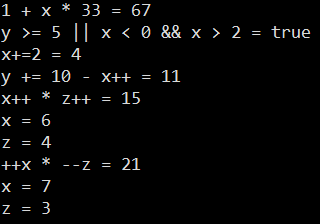 1 + x * 33 = 67
y >= 5 || x < 0 && x > 2 = true
x+=2 = 4
y += 10 - x++ = 11
x++ * z++ = 15
x = 6
z = 4
++x * --z = 21
x = 7
z = 3